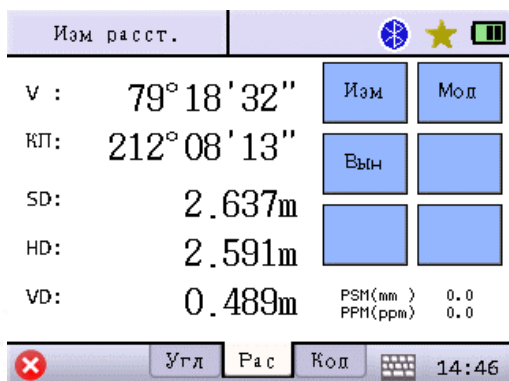 Изм расст.
V : 79°18'32"
КП: 212°08'13"
SD: 2.637m
HD: 2.591m
VD: 0.489m
Изм Мод
Вын
PSM(mm ) 0.0
PPM(ppm) 0.0
Угл Рас Коп 14:46